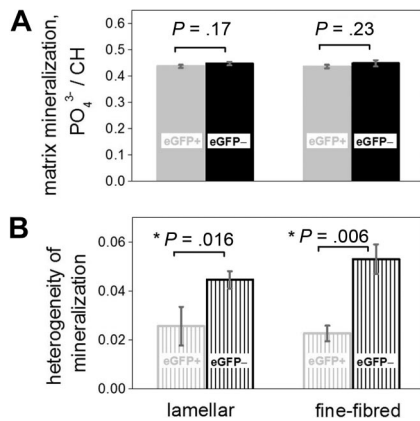 A
matrix mineralization,
PO₄³⁻ / CH
0.6
0.5
0.4
0.3
0.2
0.1
0.0
P = .17
P = .23
eGFP+
eGFP–
eGFP+
eGFP–
B
heterogeneity of
mineralization
0.06
0.04
0.02
0.00
* P = .016
* P = .006
eGFP+
eGFP–
eGFP+
eGFP–
lamellar
fine-fibred